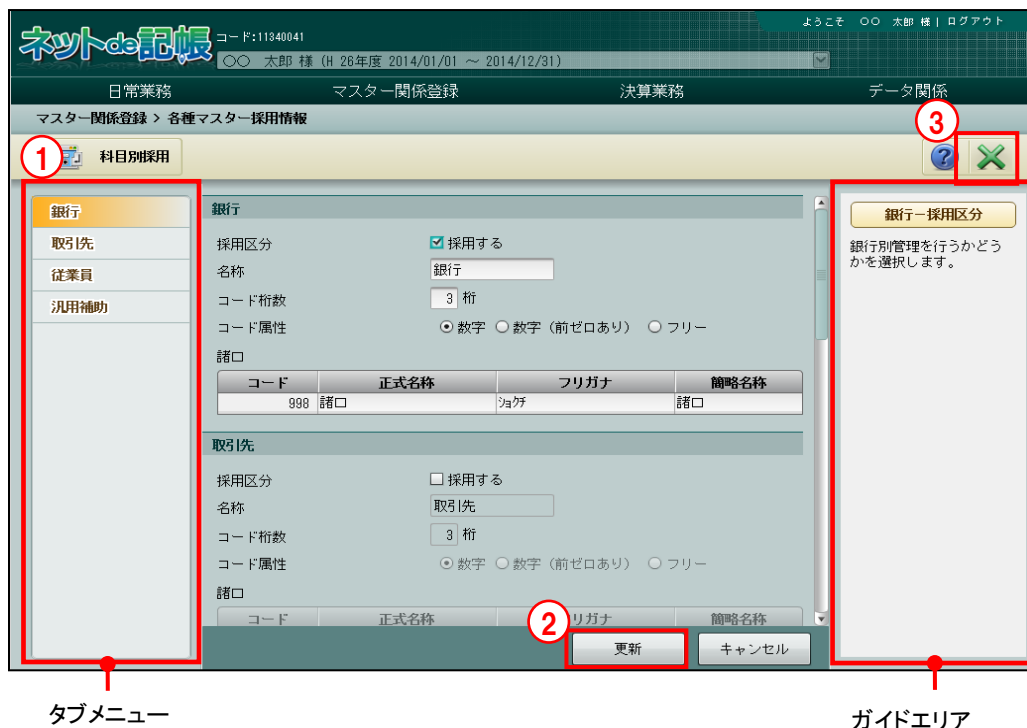 ようこそ 〇〇 太郎 様 | ログアウト
ネットde記帳
コード:11340041
〇〇 太郎 様 (H 26年度 2014/01/01 ～ 2014/12/31)
日常業務 マスター関係登録 決算業務 データ関係
マスター関係登録 > 各種マスター採用情報
3
1 科目別採用 ?
銀行
取引先
従業員
汎用補助
銀行
採用区分 採用する
名称 銀行
コード桁数 3 桁
コード属性 数字 数字(前ゼロあり) フリー
諸口
コード 正式名称 フリガナ 簡略名称
998 諸口 ショクチ 諸口
取引先
採用区分 採用する
名称 取引先
コード桁数 3 桁
コード属性 数字 数字(前ゼロあり) フリー
諸口
コード 正式名称 リガナ 簡略名称
2
更新 キャンセル
銀行－採用区分
銀行別管理を行うかどう
かを選択します。
タブメニュー ガイドエリア